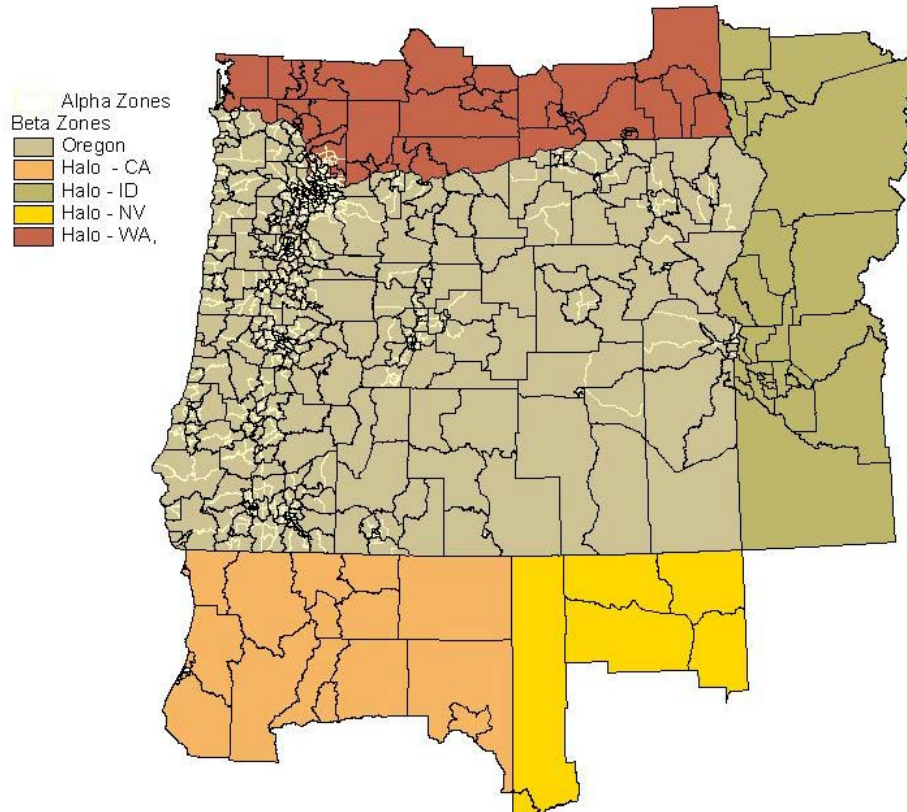 Alpha Zones
Beta Zones
Oregon
Halo - CA
Halo - ID
Halo - NV
Halo - WA,